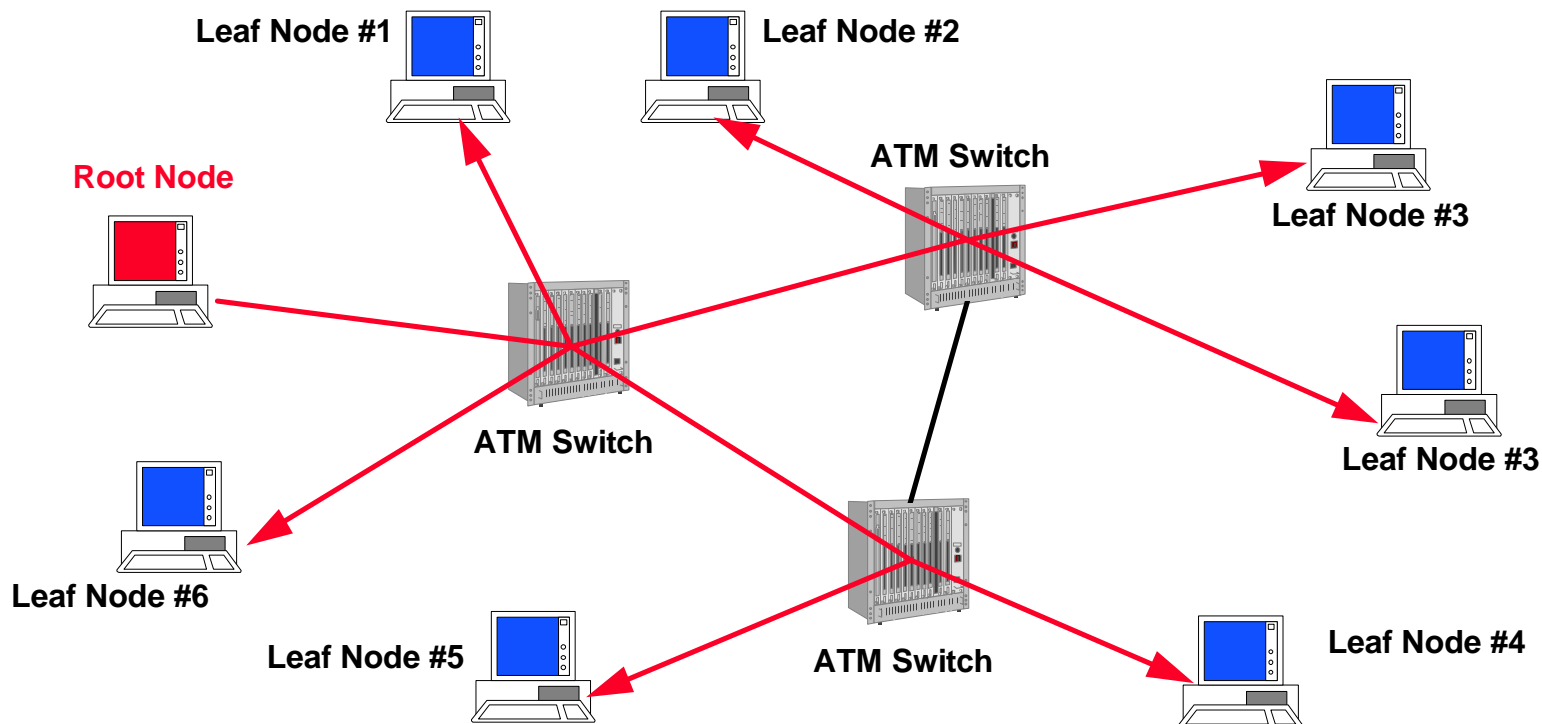 Leaf Node #1
Leaf Node #2
ATM Switch
Root Node
Leaf Node #3
ATM Switch
Leaf Node #3
Leaf Node #6
Leaf Node #5
ATM Switch
Leaf Node #4